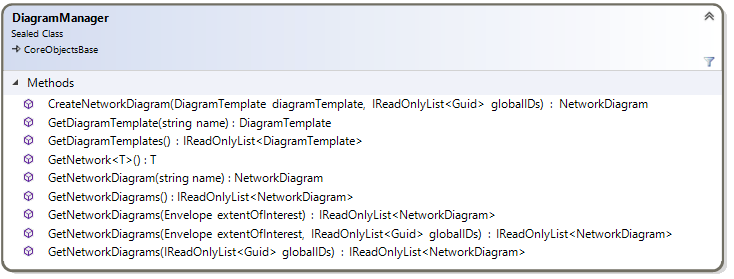 DiagramManager
Sealed Class
CoreObjectsBase
Methods
CreateNetworkDiagram(DiagramTemplate diagramTemplate, IReadOnlyList<Guid> globalIDs) : NetworkDiagram
GetDiagramTemplate(string name) : DiagramTemplate
GetDiagramTemplates() : IReadOnlyList<DiagramTemplate>
GetNetwork<T>() : T
GetNetworkDiagram(string name) : NetworkDiagram
GetNetworkDiagrams() : IReadOnlyList<NetworkDiagram>
GetNetworkDiagrams(Envelope extentOfInterest) : IReadOnlyList<NetworkDiagram>
GetNetworkDiagrams(Envelope extentOfInterest, IReadOnlyList<Guid> globalIDs) : IReadOnlyList<NetworkDiagram>
GetNetworkDiagrams(IReadOnlyList<Guid> globalIDs) : IReadOnlyList<NetworkDiagram>